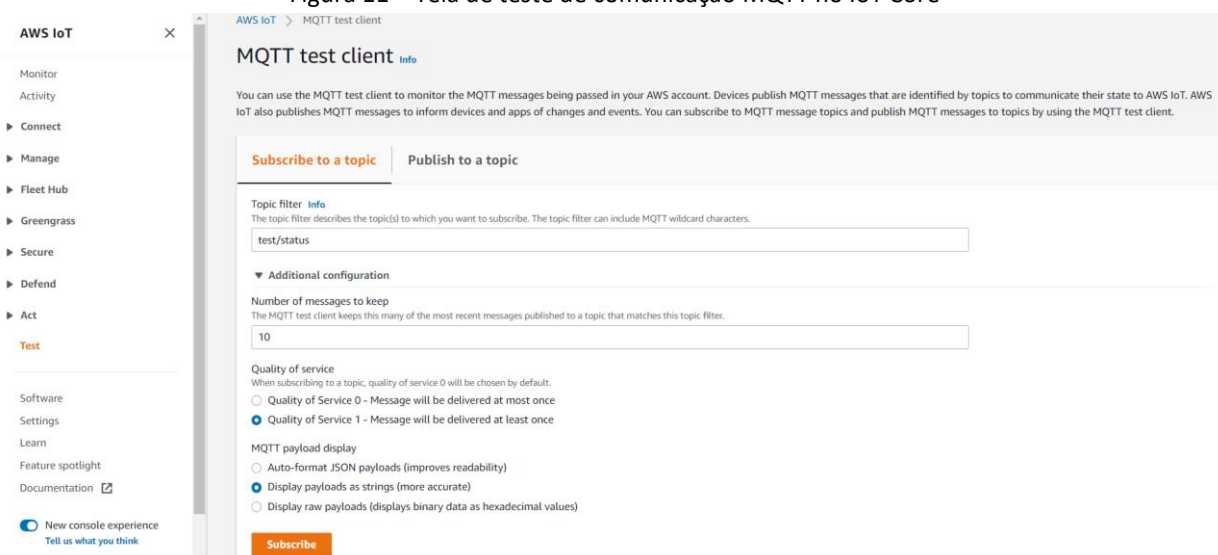 Figura 11 – Tela de teste de comunicação MQTT no IoT Core
AWS IoT
Monitor
Activity
Connect
Manage
Fleet Hub
Greengrass
Secure
Defend
Act
Test
Software
Settings
Learn
Feature spotlight
Documentation
New console experience
Tell us what you think
AWS IoT > MQTT test client
MQTT test client Info
You can use the MQTT test client to monitor the MQTT messages being passed in your AWS account. Devices publish MQTT messages that are identified by topics to communicate their state to AWS IoT. AWS
IoT also publishes MQTT messages to inform devices and apps of changes and events. You can subscribe to MQTT message topics and publish MQTT messages to topics by using the MQTT test client.
Subscribe to a topic
Publish to a topic
Topic filter Info
The topic filter describes the topic(s) to which you want to subscribe. The topic filter can include MQTT wildcard characters.
test/status
Additional configuration
Number of messages to keep
The MQTT test client keeps this many of the most recent messages published to a topic that matches this topic filter.
10
Quality of service
When subscribing to a topic, quality of service 0 will be chosen by default.
Quality of Service 0 - Message will be delivered at most once
Quality of Service 1 - Message will be delivered at least once
MQTT payload display
Auto-format JSON payloads (improves readability)
Display payloads as strings (more accurate)
Display raw payloads (displays binary data as hexadecimal values)
Subscribe